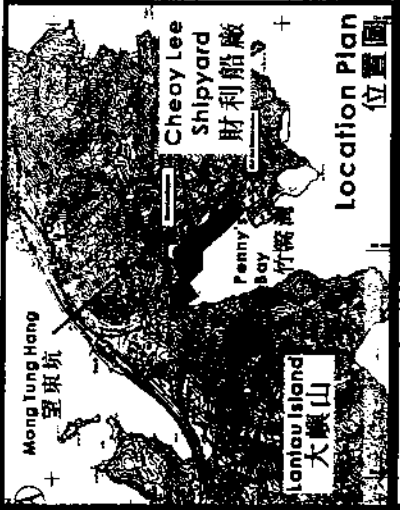 Mong Tung Hang
望東坑
Cheoy Lee
Shipyard
財利船廠
Penny's
Bay
竹篙灣
Lantau Island
大嶼山
Location Plan
位置圖